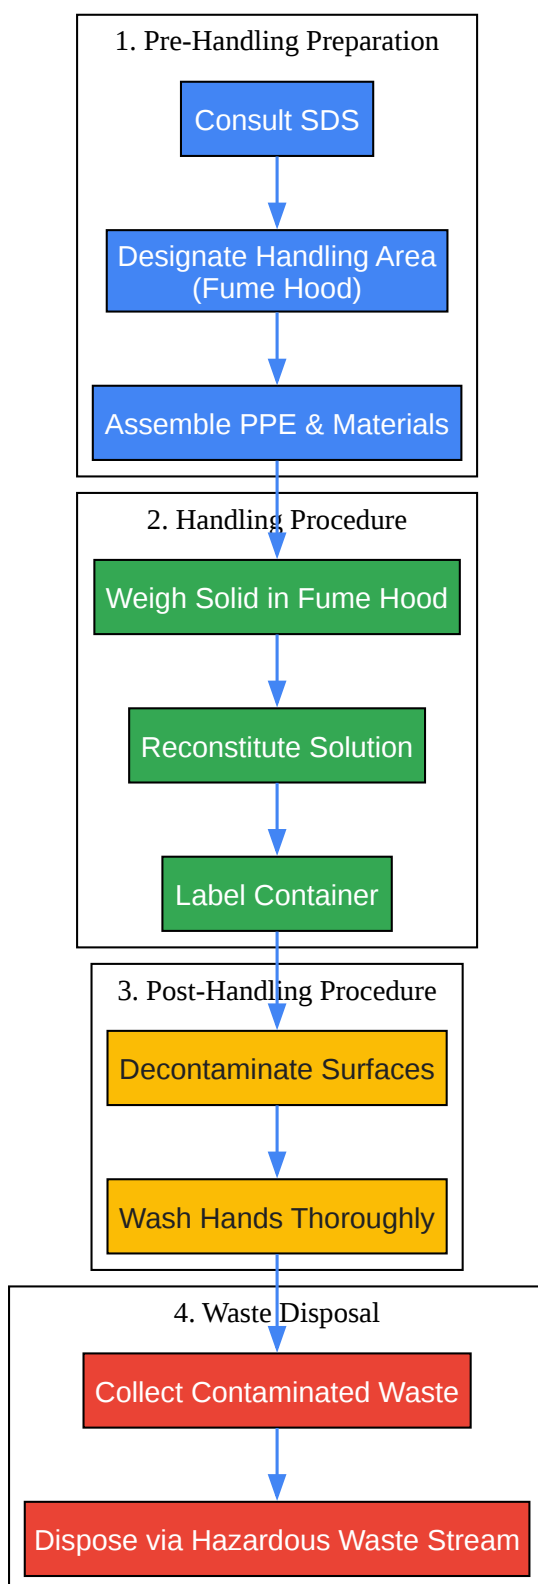 1. Pre-Handling Preparation
Consult SDS
Designate Handling Area
(Fume Hood)
Assemble PPE & Materials
2. Handling Procedure
Weigh Solid in Fume Hood
Reconstitute Solution
Label Container
3. Post-Handling Procedure
Decontaminate Surfaces
Wash Hands Thoroughly
4. Waste Disposal
Collect Contaminated Waste
Dispose via Hazardous Waste Stream